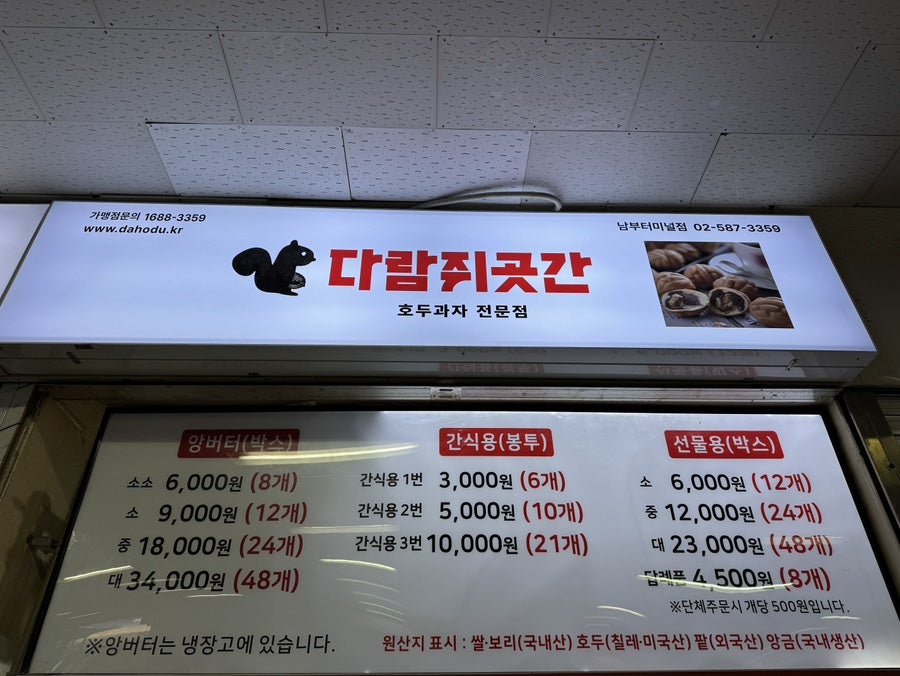 가맹점문의 1688-3359
www.dahodu.kr
남부터미널점 02-587-3359
다람쥐곳간
호두과자 전문점
앙버터(박스)
소소 6,000원 (8개)
소 9,000원 (12개)
중 18,000원 (24개)
대 34,000원 (48개)
※앙버터는 냉장고에 있습니다.
간식용(봉투)
간식용 1번 3,000원 (6개)
간식용 2번 5,000원 (10개)
간식용 3번 10,000원 (21개)
선물용(박스)
소 6,000원 (12개)
중 12,000원 (24개)
대 23,000원 (48개)
답례품 4,500원 (8개)
※단체주문시 개당 500원입니다.
원산지 표시 : 쌀·보리(국내산) 호두(칠레·미국산) 팥(외국산) 앙금(국내생산)